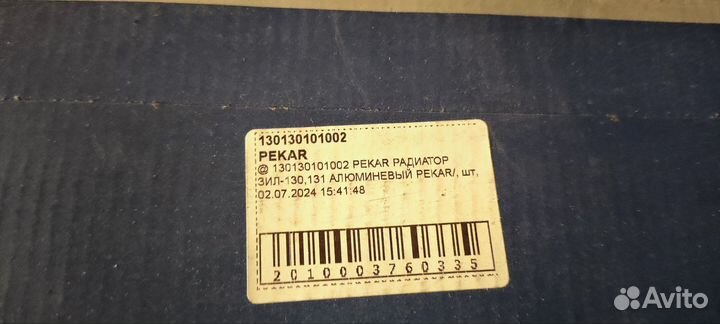 130130101002
PEKAR
@ 130130101002 PEKAR РАДИАТОР
ЗИЛ-130,131 АЛЮМИНЕВЫЙ PEKAR/, шт,
02.07.2024 15:41:48
2010003760335
Avito